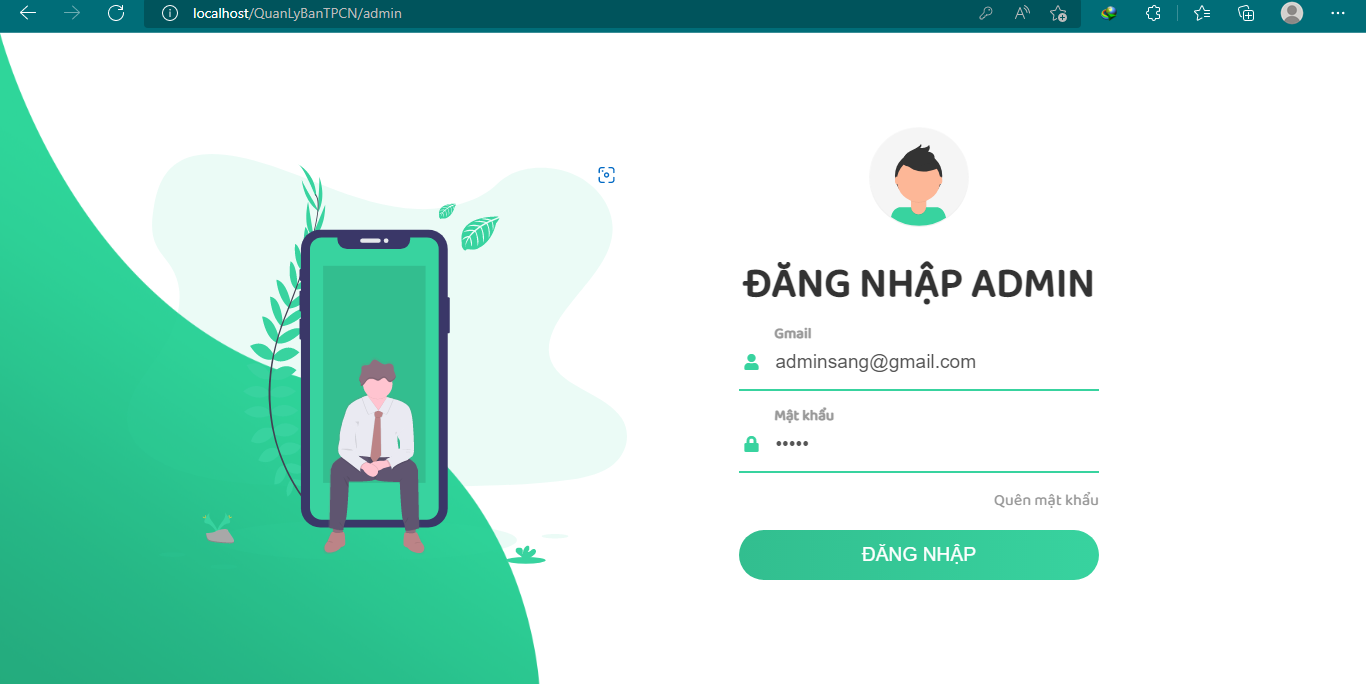 localhost/QuanLyBanTPCN/admin
ĐĂNG NHẬP ADMIN
Gmail
adminsang@gmail.com
Mật khẩu
•••••
Quên mật khẩu
ĐĂNG NHẬP